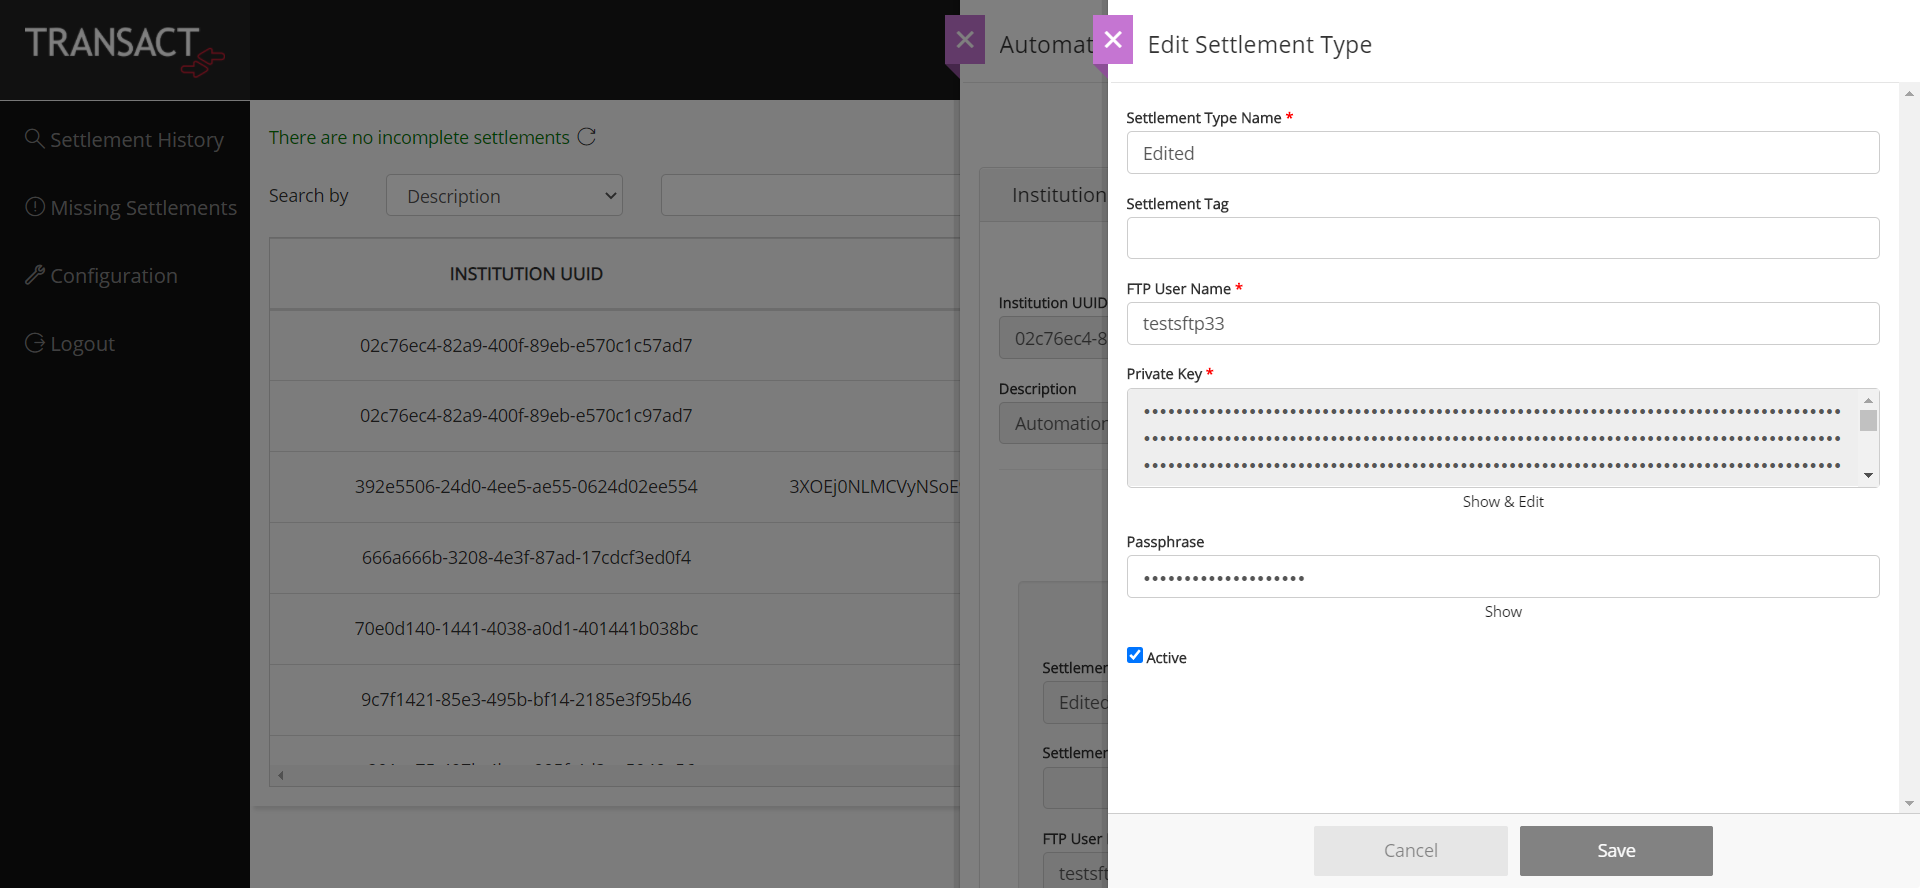 TRANSACT
Settlement History
Missing Settlements
Configuration
Logout
There are no incomplete settlements
Search by
Description
INSTITUTION UUID
02c76ec4-82a9-400f-89eb-e570c1c57ad7
02c76ec4-82a9-400f-89eb-e570c1c97ad7
392e5506-24d0-4ee5-ae55-0624d02ee554
3XOEj0NLMCVyNSoE
666a666b-3208-4e3f-87ad-17cdcf3ed0f4
70e0d140-1441-4038-a0d1-401441b038bc
9c7f1421-85e3-495b-bf14-2185e3f95b46
Automat
Institution
Institution UUID
02c76ec4-8
Description
Automation
Settlemen
Edited
Settlemen
FTP User
testsft
Edit Settlement Type
Settlement Type Name *
Edited
Settlement Tag
FTP User Name *
testsftp33
Private Key *
Show & Edit
Passphrase
Show
Active
Cancel
Save